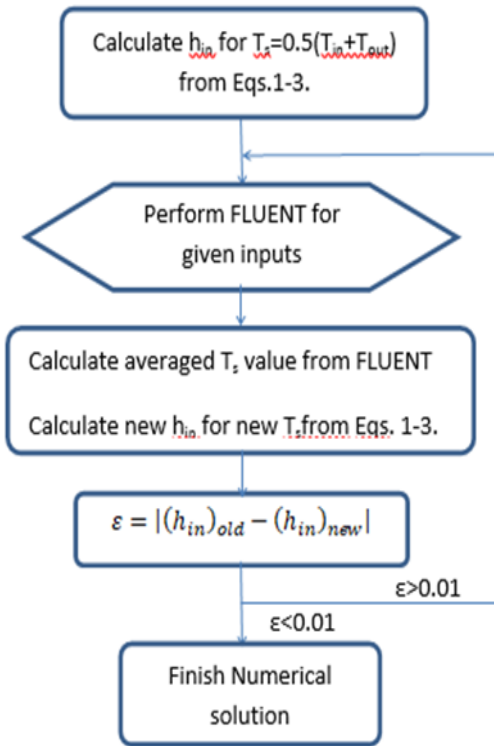 Calculate hᵢₙ for Tₛ=0.5(Tᵢₙ+Tₒᵤₜ)
from Eqs.1-3.
Perform FLUENT for
given inputs
Calculate averaged Tₛ value from FLUENT
Calculate new hᵢₙ for new Tₛfrom Eqs. 1-3.
ε = |(hᵢₙ)ₒₗd − (hᵢₙ)ₙₑw|
ε>0.01
ε<0.01
Finish Numerical
solution